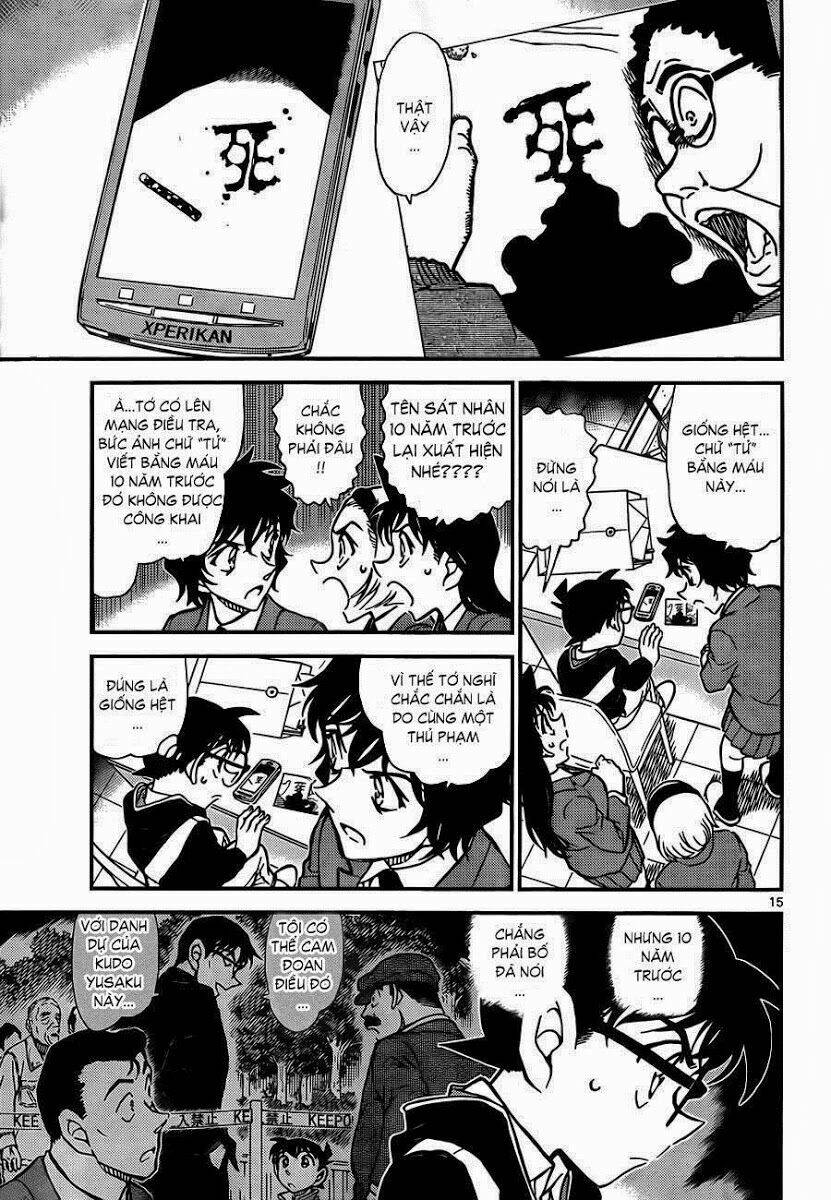 THẬT
VẬY
...
死
死
XPERIKAN
GIỐNG HỆT...
CHỮ "TỬ"
BẰNG MÁU
NÀY...
ĐỪNG
NÓI LÀ
...
TÊN SÁT NHÂN
10 NĂM TRƯỚC
LẠI XUẤT HIỆN
NHÉ????
CHẮC
KHÔNG
PHẢI ĐÂU
!!
À...TỚ CÓ LÊN
MẠNG ĐIỀU TRA,
BỨC ẢNH CHỮ "TỬ"
VIẾT BẰNG MÁU
10 NĂM TRƯỚC
ĐÓ KHÔNG ĐƯỢC
CÔNG KHAI
...
VÌ THẾ TỚ NGHĨ
CHẮC CHẮN LÀ
DO CÙNG MỘT
THỦ PHẠM
ĐÚNG LÀ
GIỐNG HỆT
...
15
NHƯNG 10
NĂM
TRƯỚC
...
CHẲNG
PHẢI BỐ
ĐÃ NÓI
...
TÔI CÓ
THỂ CAM
ĐOAN
ĐIỀU ĐÓ
...
VỚI DANH
DỰ CỦA
KUDO
YUSAKU
NÀY...
KEE
入禁止 KE
KEEPO
T